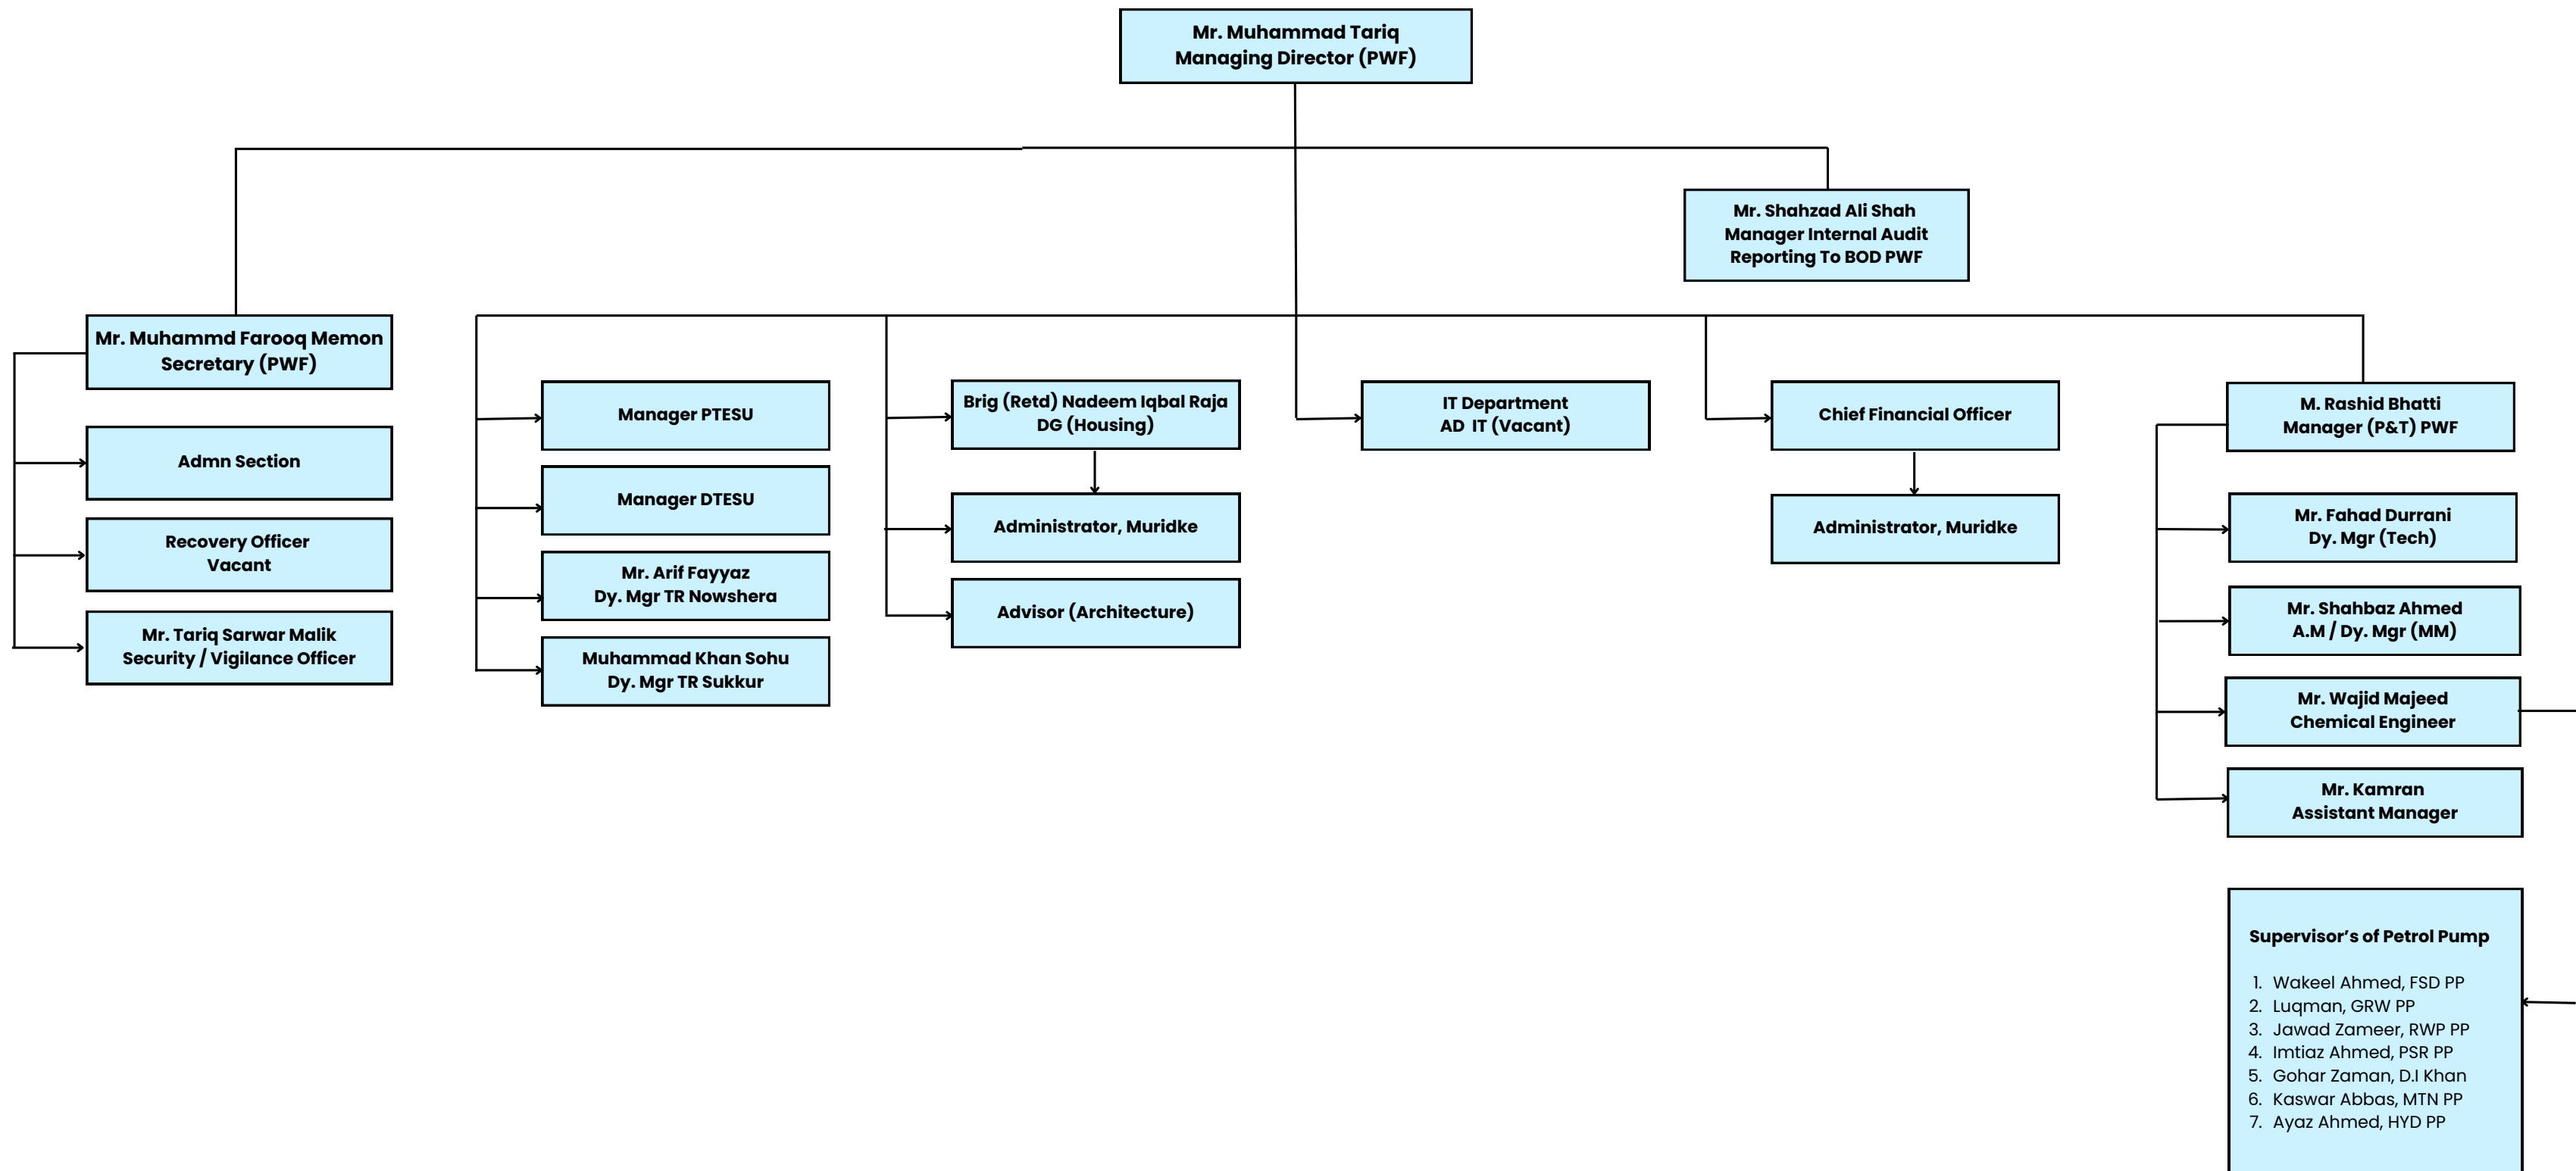 Mr. Muhammad Tariq
Managing Director (PWF)
Mr. Shahzad Ali Shah
Manager Internal Audit
Reporting To BOD PWF
Mr. Muhammd Farooq Memon
Secretary (PWF)
Admn Section
Recovery Officer
Vacant
Mr. Tariq Sarwar Malik
Security / Vigilance Officer
Manager PTESU
Manager DTESU
Mr. Arif Fayyaz
Dy. Mgr TR Nowshera
Muhammad Khan Sohu
Dy. Mgr TR Sukkur
Brig (Retd) Nadeem Iqbal Raja
DG (Housing)
Administrator, Muridke
Advisor (Architecture)
IT Department
AD IT (Vacant)
Chief Financial Officer
Administrator, Muridke
M. Rashid Bhatti
Manager (P&T) PWF
Mr. Fahad Durrani
Dy. Mgr (Tech)
Mr. Shahbaz Ahmed
A.M / Dy. Mgr (MM)
Mr. Wajid Majeed
Chemical Engineer
Mr. Kamran
Assistant Manager
Supervisor’s of Petrol Pump
1. Wakeel Ahmed, FSD PP
2. Luqman, GRW PP
3. Jawad Zameer, RWP PP
4. Imtiaz Ahmed, PSR PP
5. Gohar Zaman, D.I Khan
6. Kaswar Abbas, MTN PP
7. Ayaz Ahmed, HYD PP